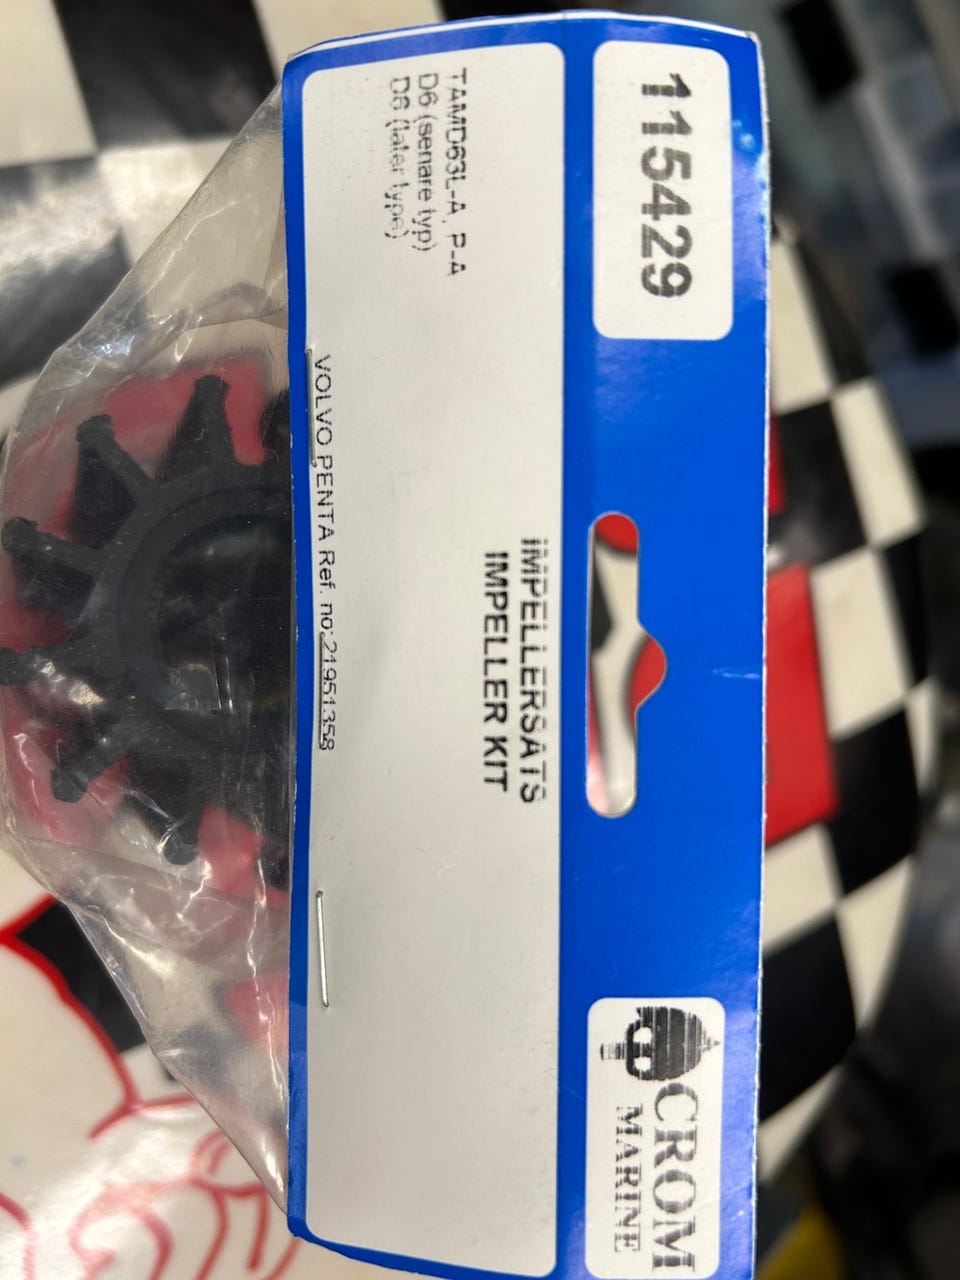 115429
CROM
MARINE
IMPELLERSATS
IMPELLER KIT
TAMD63L-A, P-A
D6 (senare typ)
D6 (later type)
VOLVO PENTA Ref. no:21951358